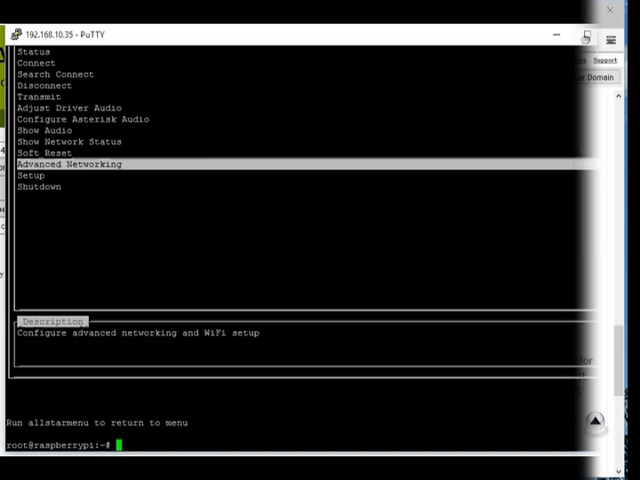 192.168.10.35 - PuTTY
Status
Connect
Search Connect
Disconnect
Transmit
Adjust Driver Audio
Configure Asterisk Audio
Show Audio
Show Network Status
Soft Reset
Advanced Networking
Setup
Shutdown
Support
Domain
Description
Configure advanced networking and WiFi setup
for
Run allstarmenu to return to menu
root@raspberrypi:~#